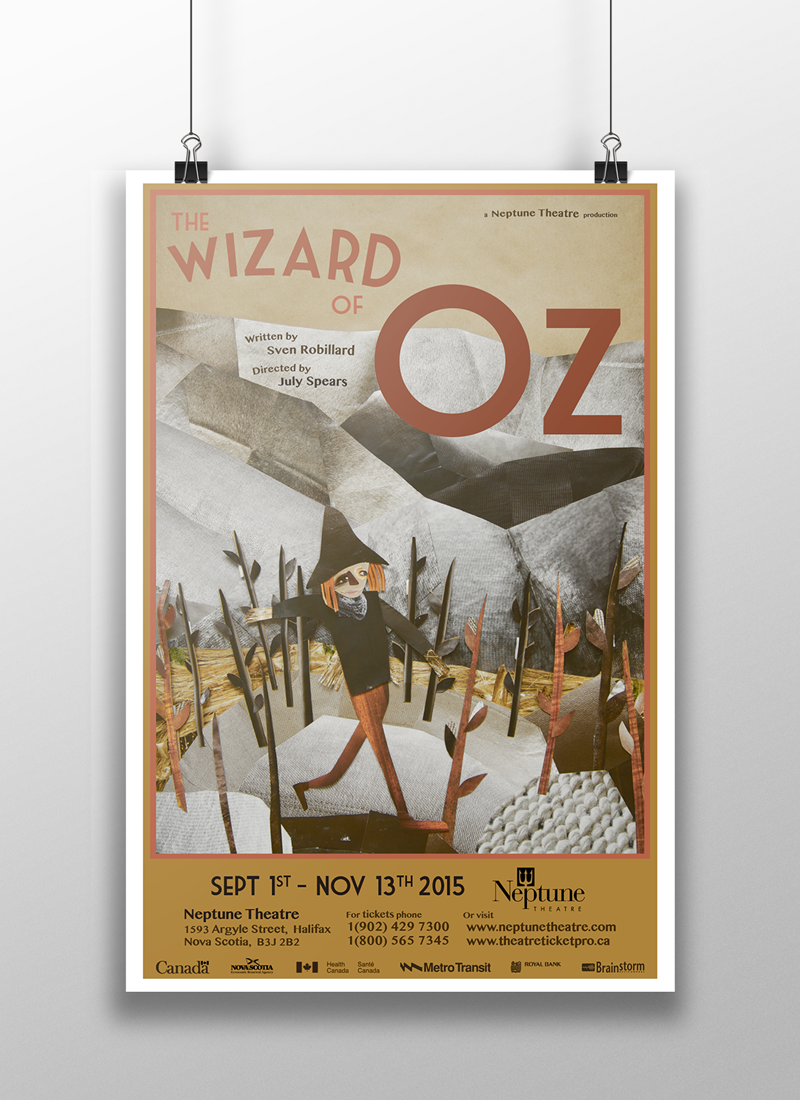 THE
a Neptune Theatre production
WIZARD
OF
OZ
Written by
Sven Robillard
Directed by
July Spears
SEPT 1ST - NOV 13TH 2015
Neptune
THEATRE
Neptune Theatre
1593 Argyle Street, Halifax
Nova Scotia, B3J 2B2
For tickets phone
1(902) 429 7300
1(800) 565 7345
Or visit
www.neptunetheatre.com
www.theatreticketpro.ca
Canada
NOVA SCOTIA
Health
Canada
Santé
Canada
MetroTransit
ROYAL BANK
Brainstorm